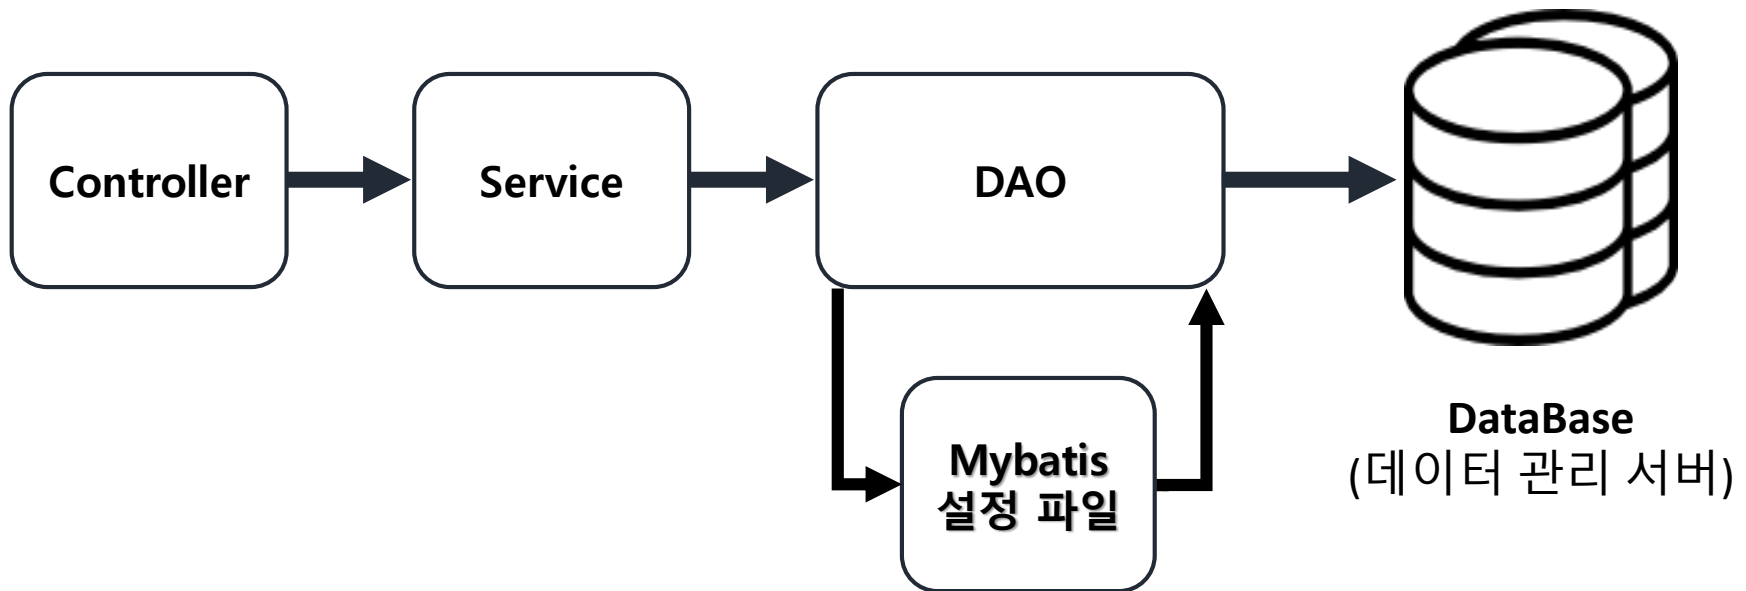 Controller
Service
DAO
Mybatis
설정 파일
DataBase
(데이터 관리 서버)